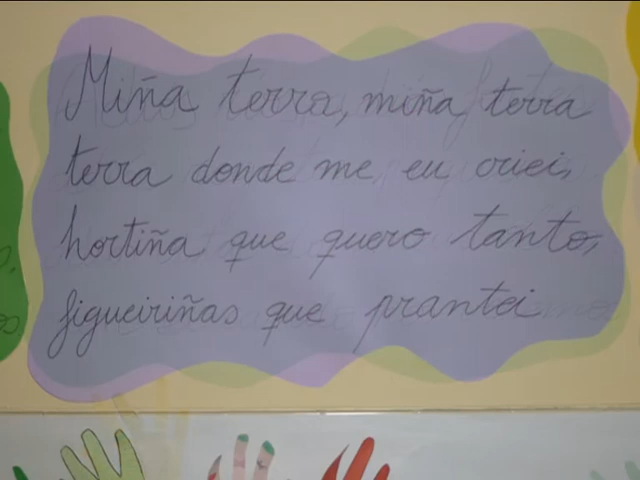 Miña terra, miña terra
terra donde me eu criei,
hortiña que quero tanto,
figueiriñas que prantei